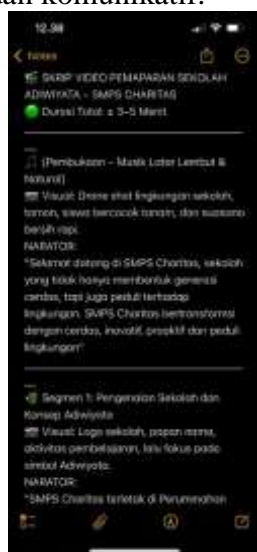 dan komunikatif.
12.38
Notes
SKRIP VIDEO PEMAPARAN SEKOLAH
ADIWIYATA – SMPS CHARITAS
Durasi Total: ± 3–5 Menit
(Pembukaan – Musik Latar Lembut &
Natural)
Visual: Drone shot lingkungan sekolah,
taman, siswa bercocok tanam, dan suasana
bersih rapi.
NARATOR:
"Selamat datang di SMPS Charitas, sekolah
yang tidak hanya membentuk generasi
cerdas, tapi juga peduli terhadap
lingkungan. SMPS Charitas bertransformasi
dengan cerdas, inovatif, proaktif dan peduli
lingkungan"
Segmen 1: Pengenalan Sekolah dan
Konsep Adiwiyata
Visual: Logo sekolah, papan nama,
aktivitas pembelajaran, lalu fokus pada
simbol Adiwiyata.
NARATOR:
"SMPS Charitas terletak di Perumnahan